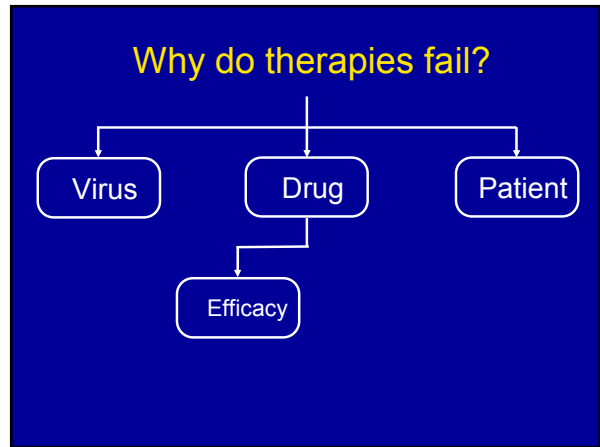 Why do therapies fail?
Virus
Drug
Patient
Efficacy